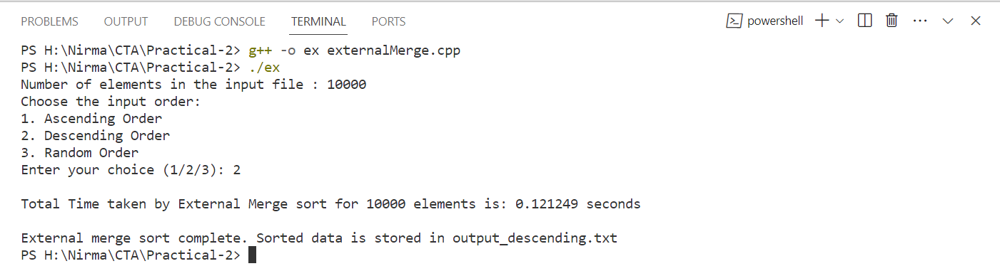 PROBLEMS OUTPUT DEBUG CONSOLE TERMINAL PORTS powershell
PS H:\Nirma\CTA\Practical-2> g++ -o ex externalMerge.cpp
PS H:\Nirma\CTA\Practical-2> ./ex
Number of elements in the input file : 10000
Choose the input order:
1. Ascending Order
2. Descending Order
3. Random Order
Enter your choice (1/2/3): 2
Total Time taken by External Merge sort for 10000 elements is: 0.121249 seconds
External merge sort complete. Sorted data is stored in output_descending.txt
PS H:\Nirma\CTA\Practical-2>